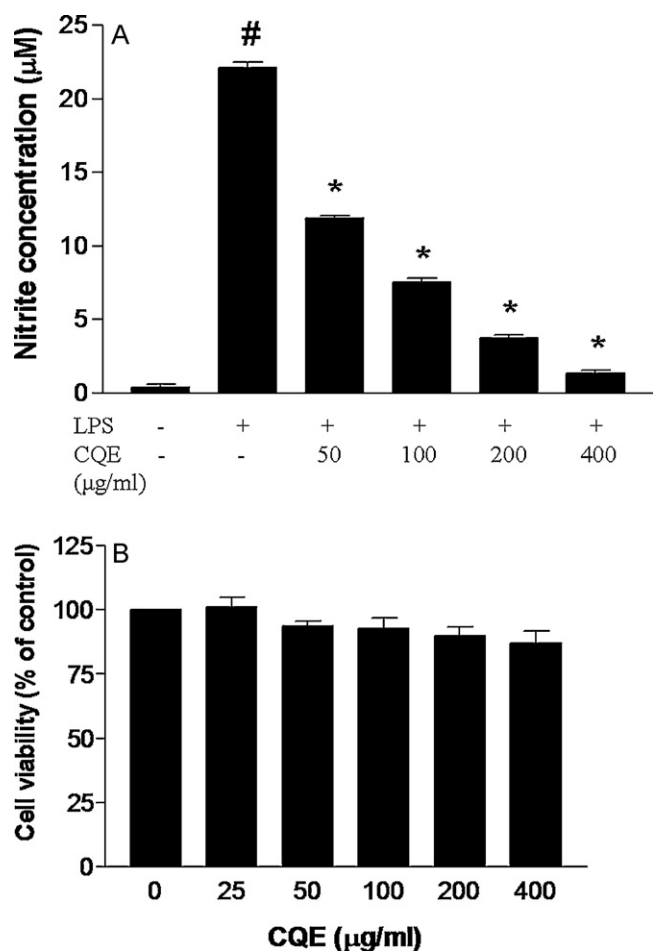 A
Nitrite concentration (µM)
25
20
15
10
5
0
#
*
*
*
*
LPS - + + + + +
CQE - - 50 100 200 400
(µg/ml)
B
Cell viability (% of control)
125
100
75
50
25
0
0 25 50 100 200 400
CQE (µg/ml)